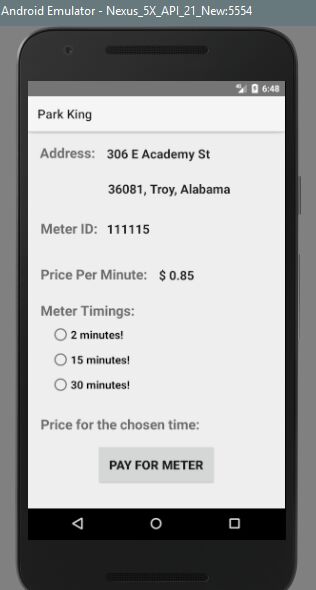 Android Emulator - Nexus_5X_API_21_New:5554
6:48
Park King
Address: 306 E Academy St
36081, Troy, Alabama
Meter ID: 111115
Price Per Minute: $ 0.85
Meter Timings:
2 minutes!
15 minutes!
30 minutes!
Price for the chosen time:
PAY FOR METER